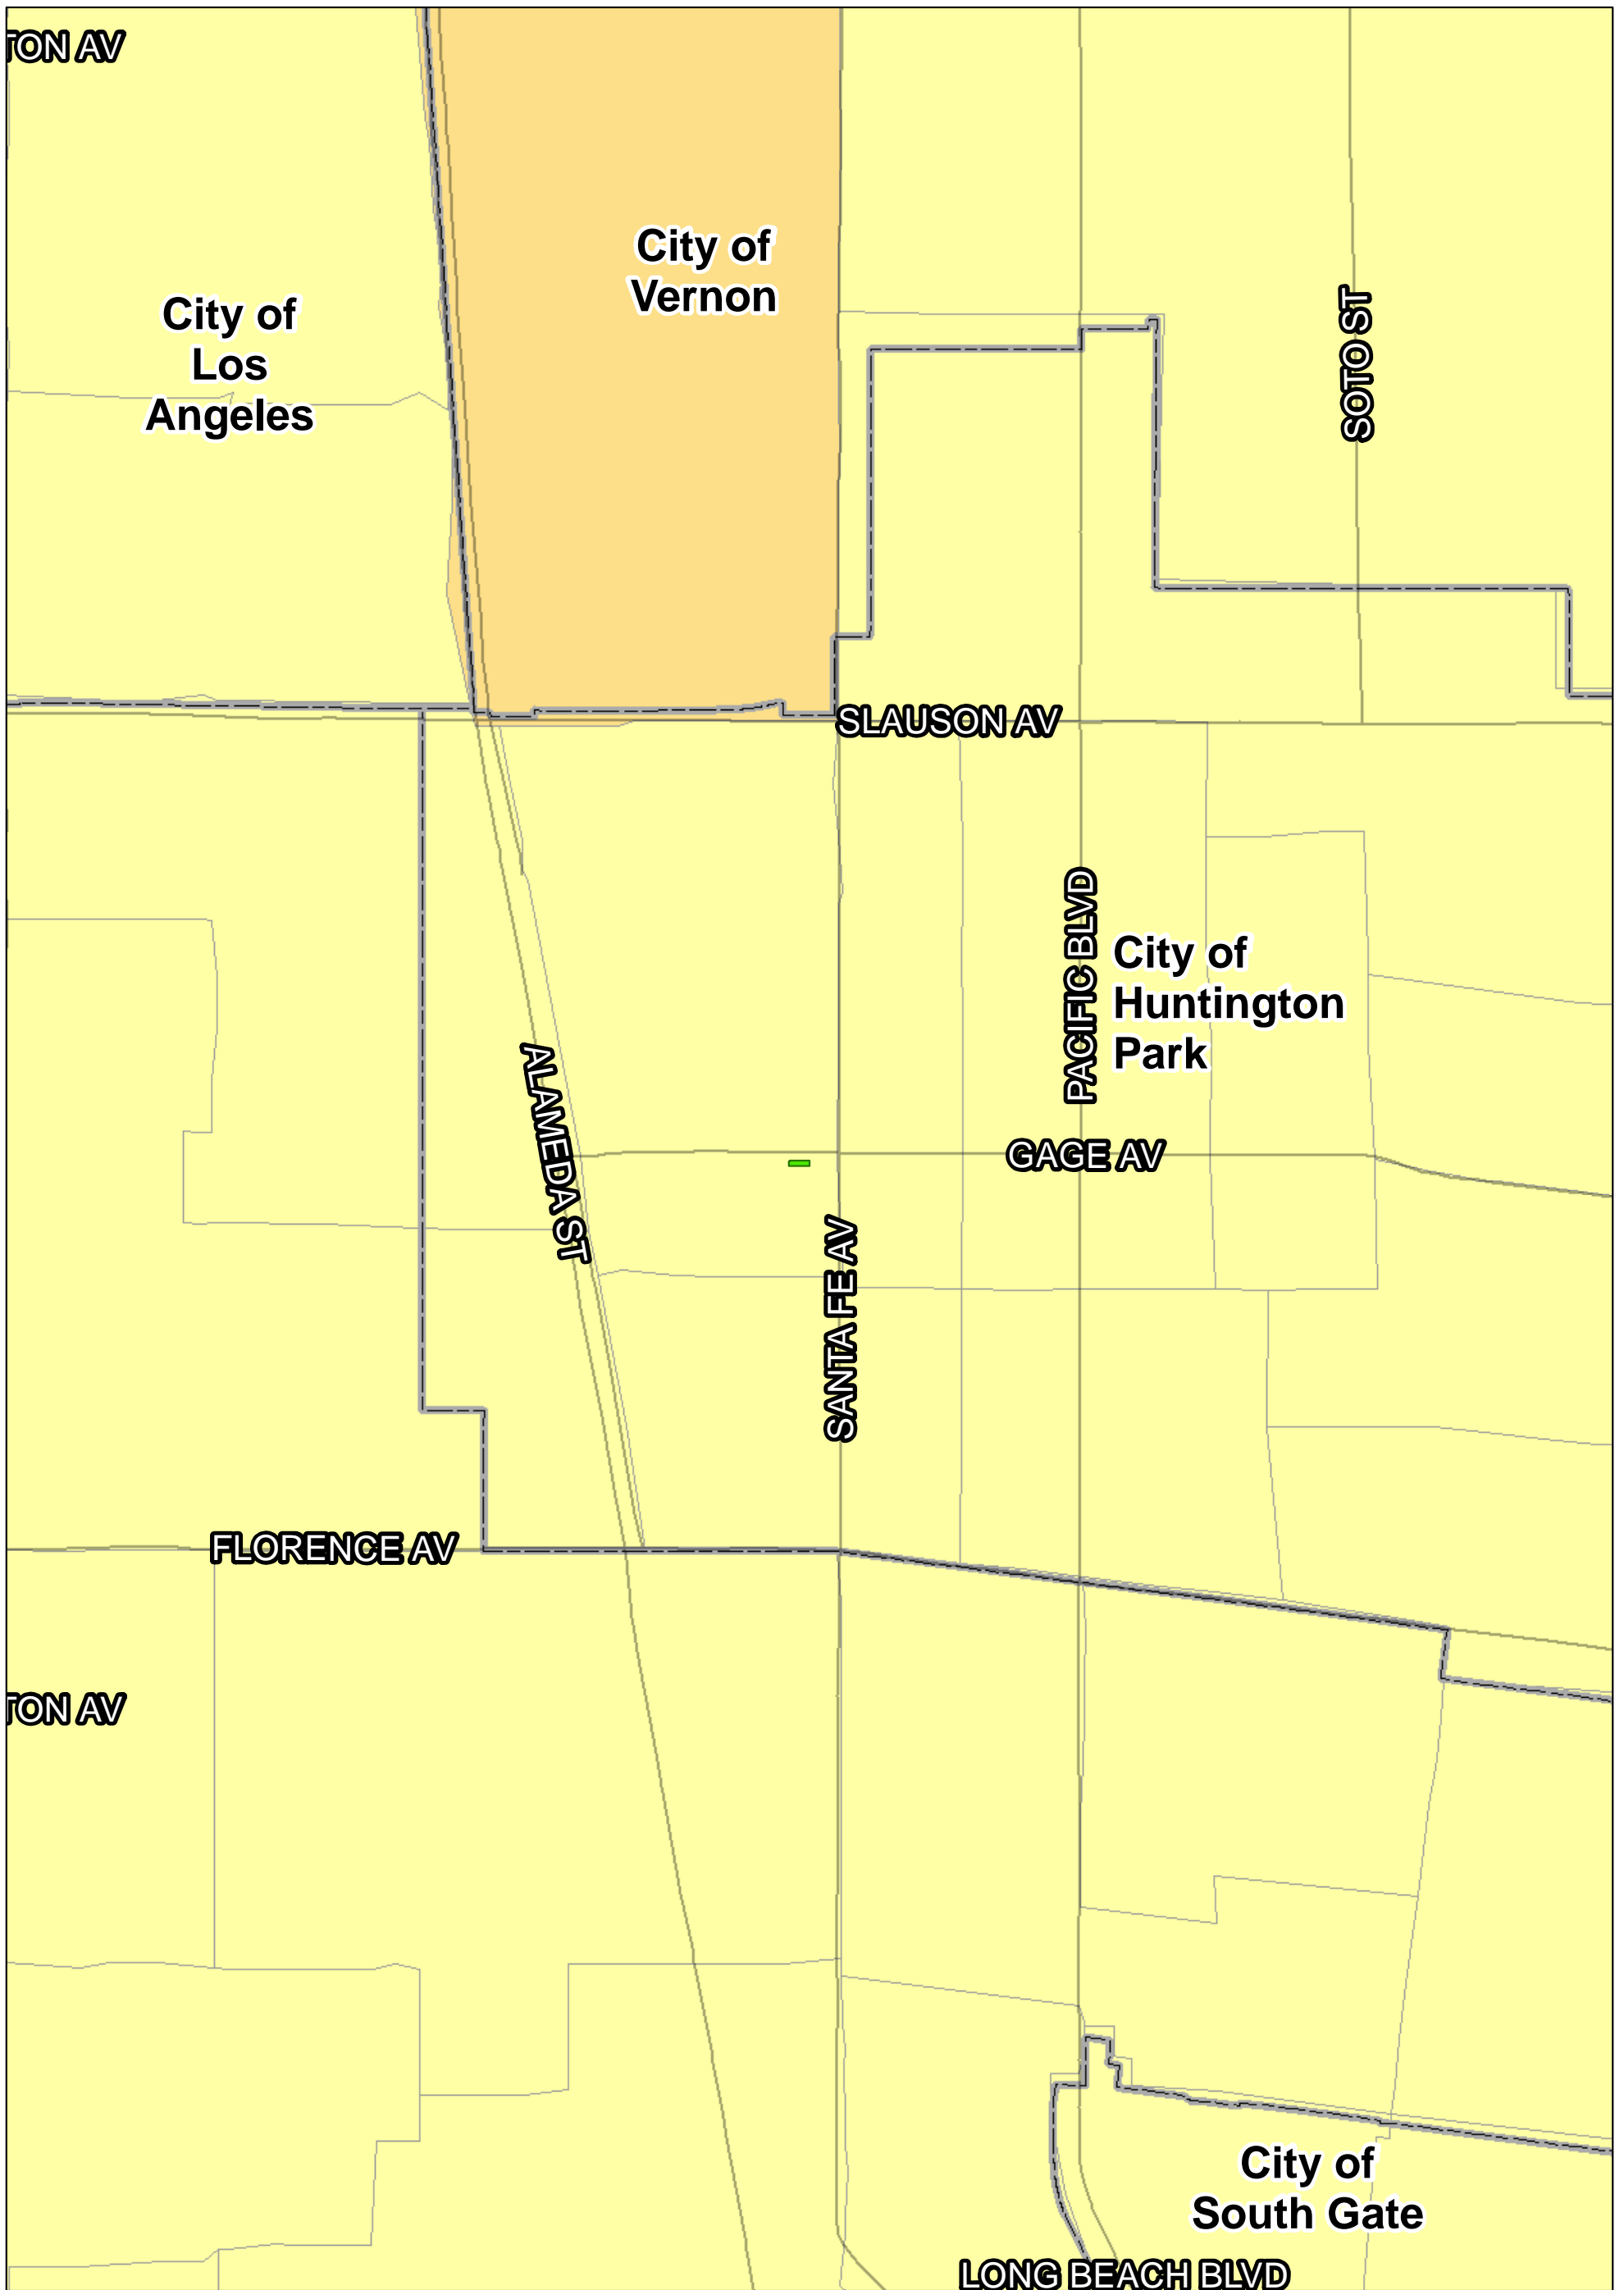 TON AV
City of
Vernon
City of
Los
Angeles
SOTO ST
SLAUSON AV
PACIFIC BLVD
City of
Huntington
Park
ALAMEDA ST
GAGE AV
SANTA FE AV
FLORENCE AV
TON AV
City of
South Gate
LONG BEACH BLVD